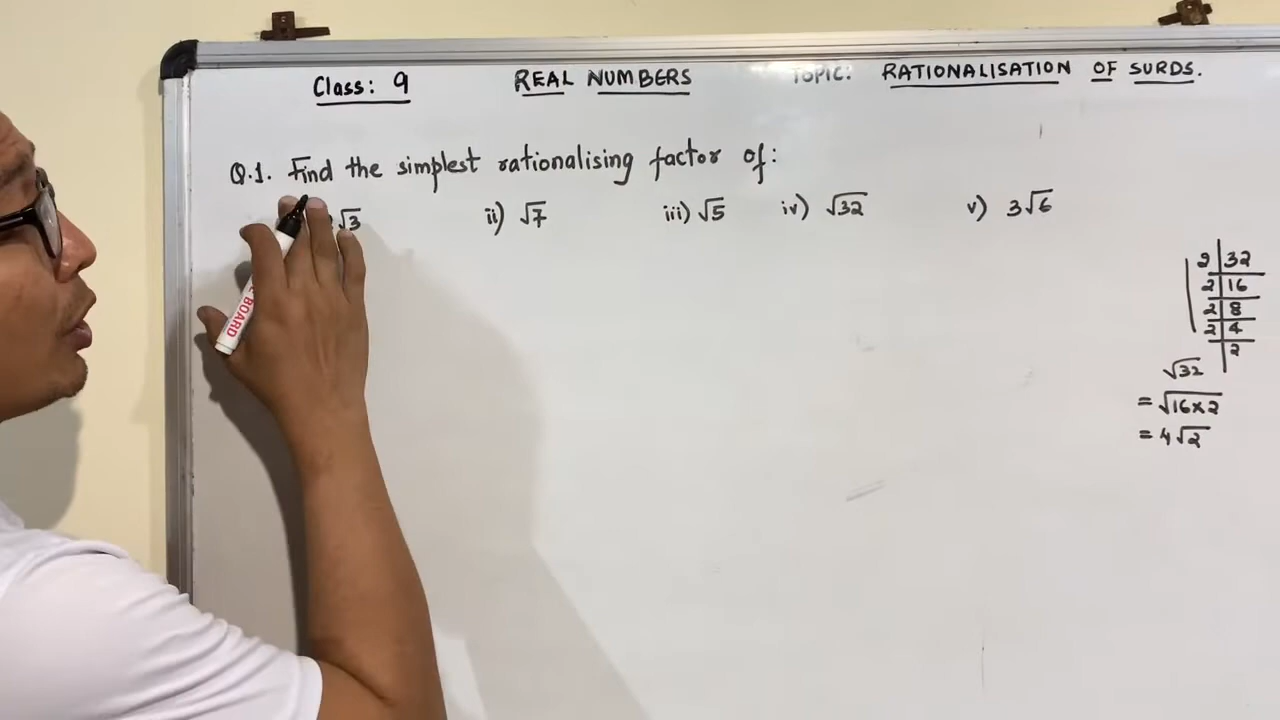 Class: 9 REAL NUMBERS TOPIC: RATIONALISATION OF SURDS.
Q.1. Find the simplest rationalising factor of:
√3 ii) √7 iii) √5 iv) √32 v) 3√6
2 32
2 16
2 8
2 4
2
√32
= √16×2
= 4√2
BOARD